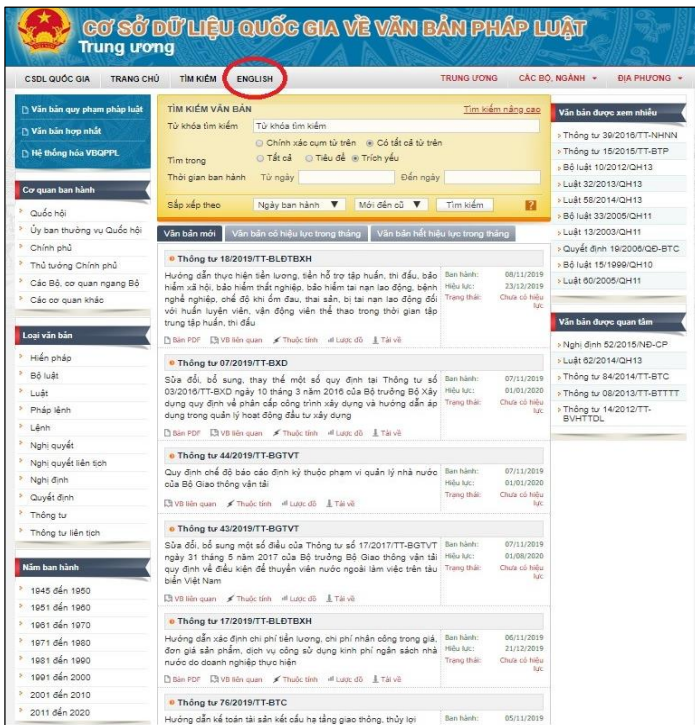 CƠ SỞ DỮ LIỆU QUỐC GIA VỀ VĂN BẢN PHÁP LUẬT
Trung ương
CSDL QUỐC GIA TRANG CHỦ TÌM KIẾM ENGLISH TRUNG ƯƠNG CÁC BỘ, NGÀNH ĐỊA PHƯƠNG
Văn bản quy phạm pháp luật
Văn bản hợp nhất
Hệ thống hóa VBQPPL
Cơ quan ban hành
Quốc hội
Ủy ban thường vụ Quốc hội
Chính phủ
Thủ tướng Chính phủ
Các Bộ, cơ quan ngang Bộ
Các cơ quan khác
Loại văn bản
Hiến pháp
Bộ luật
Luật
Pháp lệnh
Lệnh
Nghị quyết
Nghị quyết liên tịch
Nghị định
Quyết định
Thông tư
Thông tư liên tịch
Năm ban hành
1945 đến 1950
1951 đến 1960
1961 đến 1970
1971 đến 1980
1981 đến 1990
1991 đến 2000
2001 đến 2010
2011 đến 2020
TÌM KIẾM VĂN BẢN Tìm kiếm nâng cao
Từ khóa tìm kiếm Từ khóa tìm kiếm
Chính xác cụm từ trên Có tất cả từ trên
Tìm trong Tất cả Tiêu đề Trích yếu
Thời gian ban hành Từ ngày Đến ngày
Sắp xếp theo Ngày ban hành Mới đến cũ Tìm kiếm ?
Văn bản mới Văn bản có hiệu lực trong tháng Văn bản hết hiệu lực trong tháng
Thông tư 18/2019/TT-BLĐTBXH
Hướng dẫn thực hiện tiền lương, tiền hỗ trợ tập huấn, thi đấu, bảo
hiểm xã hội, bảo hiểm thất nghiệp, bảo hiểm tai nạn lao động, bệnh
nghề nghiệp, chế độ khi ốm đau, thai sản, bị tai nạn lao động đối
với huấn luyện viên, vận động viên thể thao trong thời gian tập
trung tập huấn, thi đấu
Ban hành: 08/11/2019
Hiệu lực: 23/12/2019
Trạng thái: Chưa có hiệu
lực
Bản PDF VB liên quan Thuộc tính Lược đồ Tải về
Thông tư 07/2019/TT-BXD
Sửa đổi, bổ sung, thay thế một số quy định tại Thông tư số
03/2016/TT-BXD ngày 10 tháng 3 năm 2016 của Bộ trưởng Bộ Xây
dựng quy định về phân cấp công trình xây dựng và hướng dẫn áp
dụng trong quản lý hoạt động đầu tư xây dựng
Ban hành: 07/11/2019
Hiệu lực: 01/01/2020
Trạng thái: Chưa có hiệu
lực
Bản PDF VB liên quan Thuộc tính Lược đồ Tải về
Thông tư 44/2019/TT-BGTVT
Quy định chế độ báo cáo định kỳ thuộc phạm vi quản lý nhà nước
của Bộ Giao thông vận tải
Ban hành: 07/11/2019
Hiệu lực: 01/01/2020
Trạng thái: Chưa có hiệu
lực
VB liên quan Thuộc tính Lược đồ Tải về
Thông tư 43/2019/TT-BGTVT
Sửa đổi, bổ sung một số điều của Thông tư số 17/2017/TT-BGTVT
ngày 31 tháng 5 năm 2017 của Bộ trưởng Bộ Giao thông vận tải
quy định về điều kiện để thuyền viên nước ngoài làm việc trên tàu
biển Việt Nam
Ban hành: 07/11/2019
Hiệu lực: 01/08/2020
Trạng thái: Chưa có hiệu
lực
VB liên quan Thuộc tính Lược đồ Tải về
Thông tư 17/2019/TT-BLĐTBXH
Hướng dẫn xác định chi phí tiền lương, chi phí nhân công trong giá,
đơn giá sản phẩm, dịch vụ công sử dụng kinh phí ngân sách nhà
nước do doanh nghiệp thực hiện
Ban hành: 06/11/2019
Hiệu lực: 21/12/2019
Trạng thái: Chưa có hiệu
lực
Bản PDF VB liên quan Thuộc tính Lược đồ Tải về
Thông tư 76/2019/TT-BTC
Hướng dẫn kế toán tài sản kết cấu hạ tầng giao thông, thủy lợi
Ban hành: 05/11/2019
Văn bản được xem nhiều
Thông tư 39/2016/TT-NHNN
Thông tư 15/2015/TT-BTP
Bộ luật 10/2012/QH13
Luật 32/2013/QH13
Luật 58/2014/QH13
Bộ luật 33/2005/QH11
Luật 13/2003/QH11
Quyết định 19/2006/QĐ-BTC
Bộ luật 15/1999/QH10
Luật 60/2005/QH11
Văn bản được quan tâm
Nghị định 52/2015/NĐ-CP
Luật 62/2014/QH13
Thông tư 84/2014/TT-BTC
Thông tư 08/2013/TT-BTTTT
Thông tư 14/2012/TT-
BVHTTDL